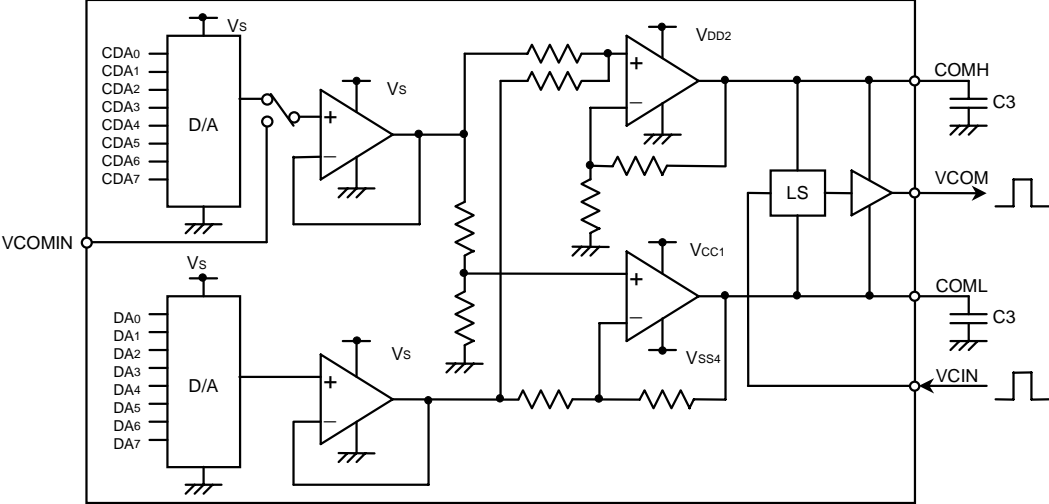 VS
CDA0
CDA1
CDA2
CDA3
CDA4
CDA5
CDA6
CDA7
D/A
VS
+
–
VDD2
+
–
COMH
C3
LS
VCOM
VCOMIN
VS
DA0
DA1
DA2
DA3
DA4
DA5
DA6
DA7
D/A
VS
+
–
VCC1
+
–
VSS4
COML
C3
VCIN